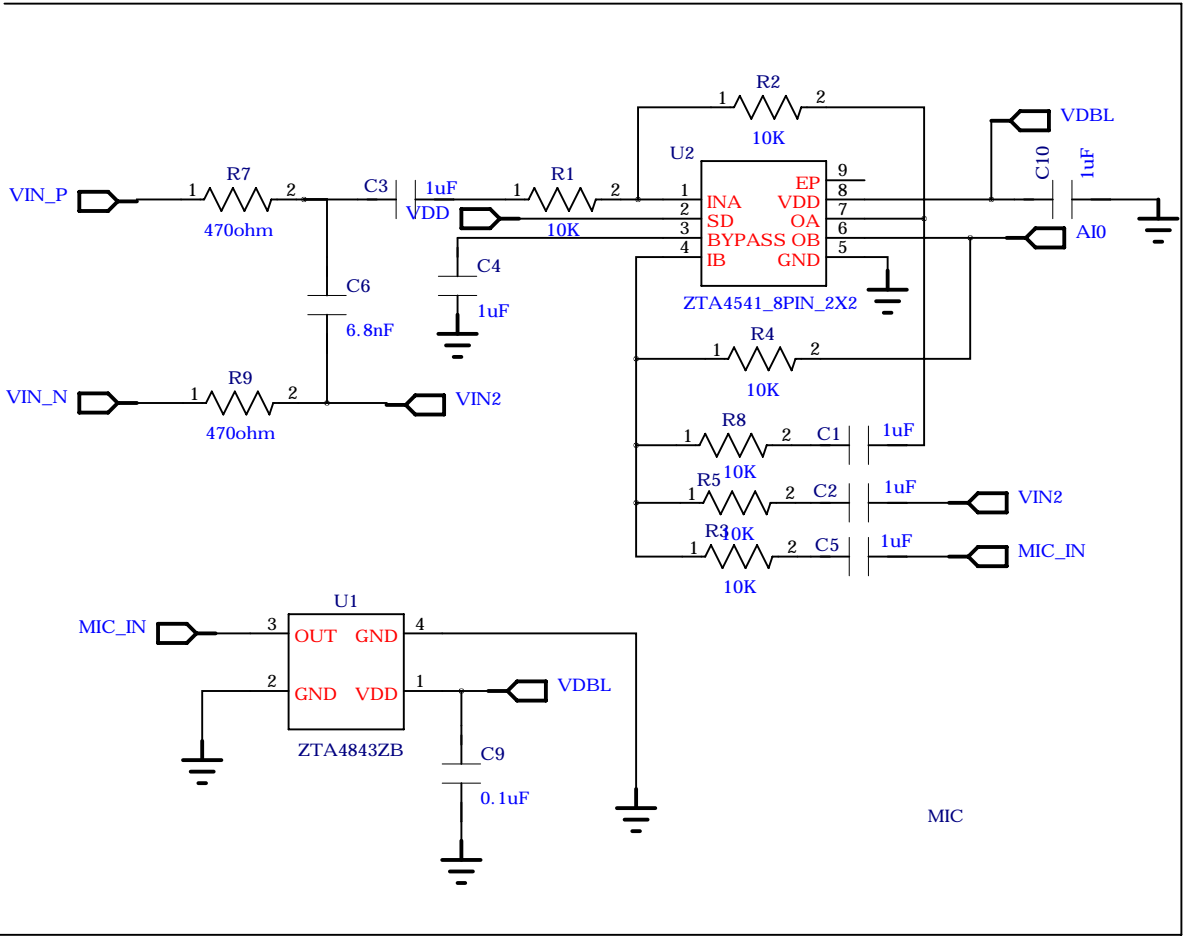 R2
1 2
10K
VDBL
C10
1uF
U2
VIN_P
1 R7 2
470ohm
C3 1uF
VDD
1 R1 2
10K
1 INA
2 SD
3 BYPASS
4 IB
EP 9
VDD 8
OA 7
OB 6
GND 5
AI0
ZTA4541_8PIN_2X2
C4
1uF
C6
6.8nF
R4
1 2
10K
VIN_N
1 R9 2
470ohm
VIN2
R8
1 2 C1 1uF
10K
R5
1 2 C2 1uF VIN2
10K
R3
1 2 C5 1uF MIC_IN
10K
U1
MIC_IN 3 OUT GND 4
2 GND VDD 1 VDBL
ZTA4843ZB
C9
0.1uF
MIC